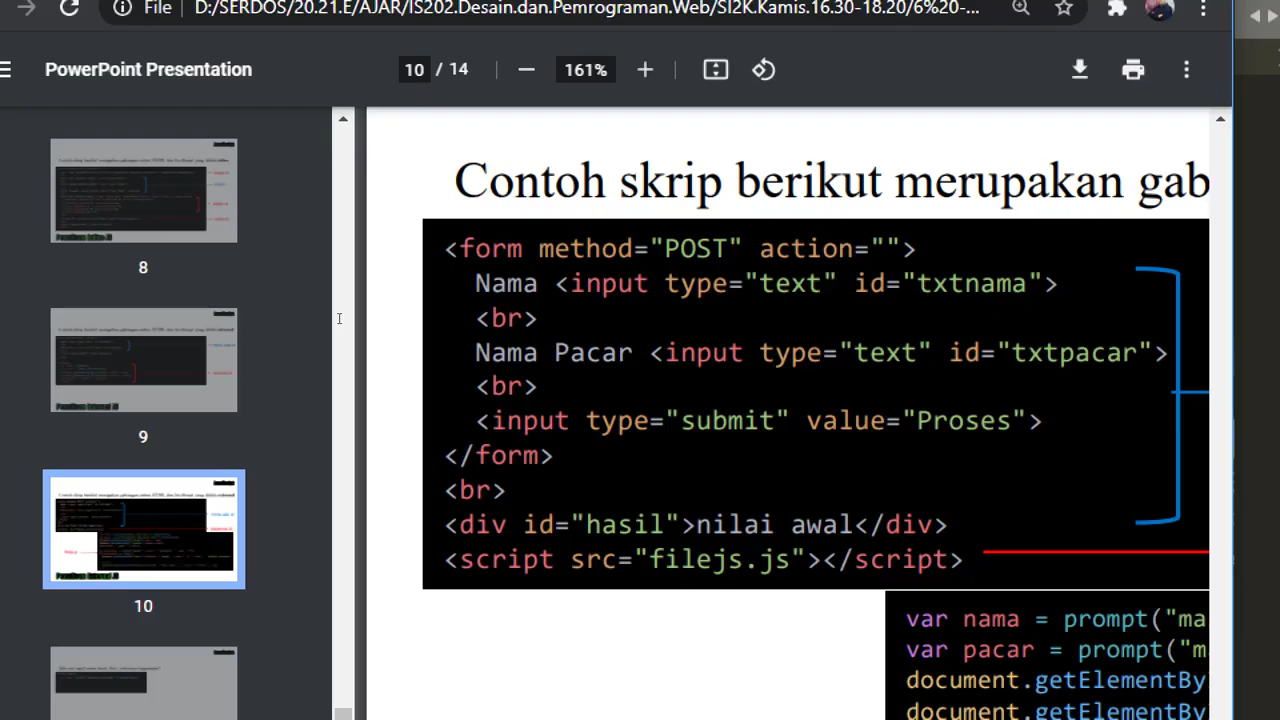 File D:/SERDOS/20.21.E/AJAR/IS202.Desain.dan.Pemrograman.Web/SI2K.Kamis.16.30-18.20/6%20-...
PowerPoint Presentation
10 / 14
161%
8
9
10
Contoh skrip berikut merupakan gab
<form method="POST" action="">
Nama <input type="text" id="txtnama">
<br>
Nama Pacar <input type="text" id="txtpacar">
<br>
<input type="submit" value="Proses">
</form>
<br>
<div id="hasil">nilai awal</div>
<script src="filejs.js"></script>
var nama = prompt("ma
var pacar = prompt("m
document.getElementBy
document.getElementBy